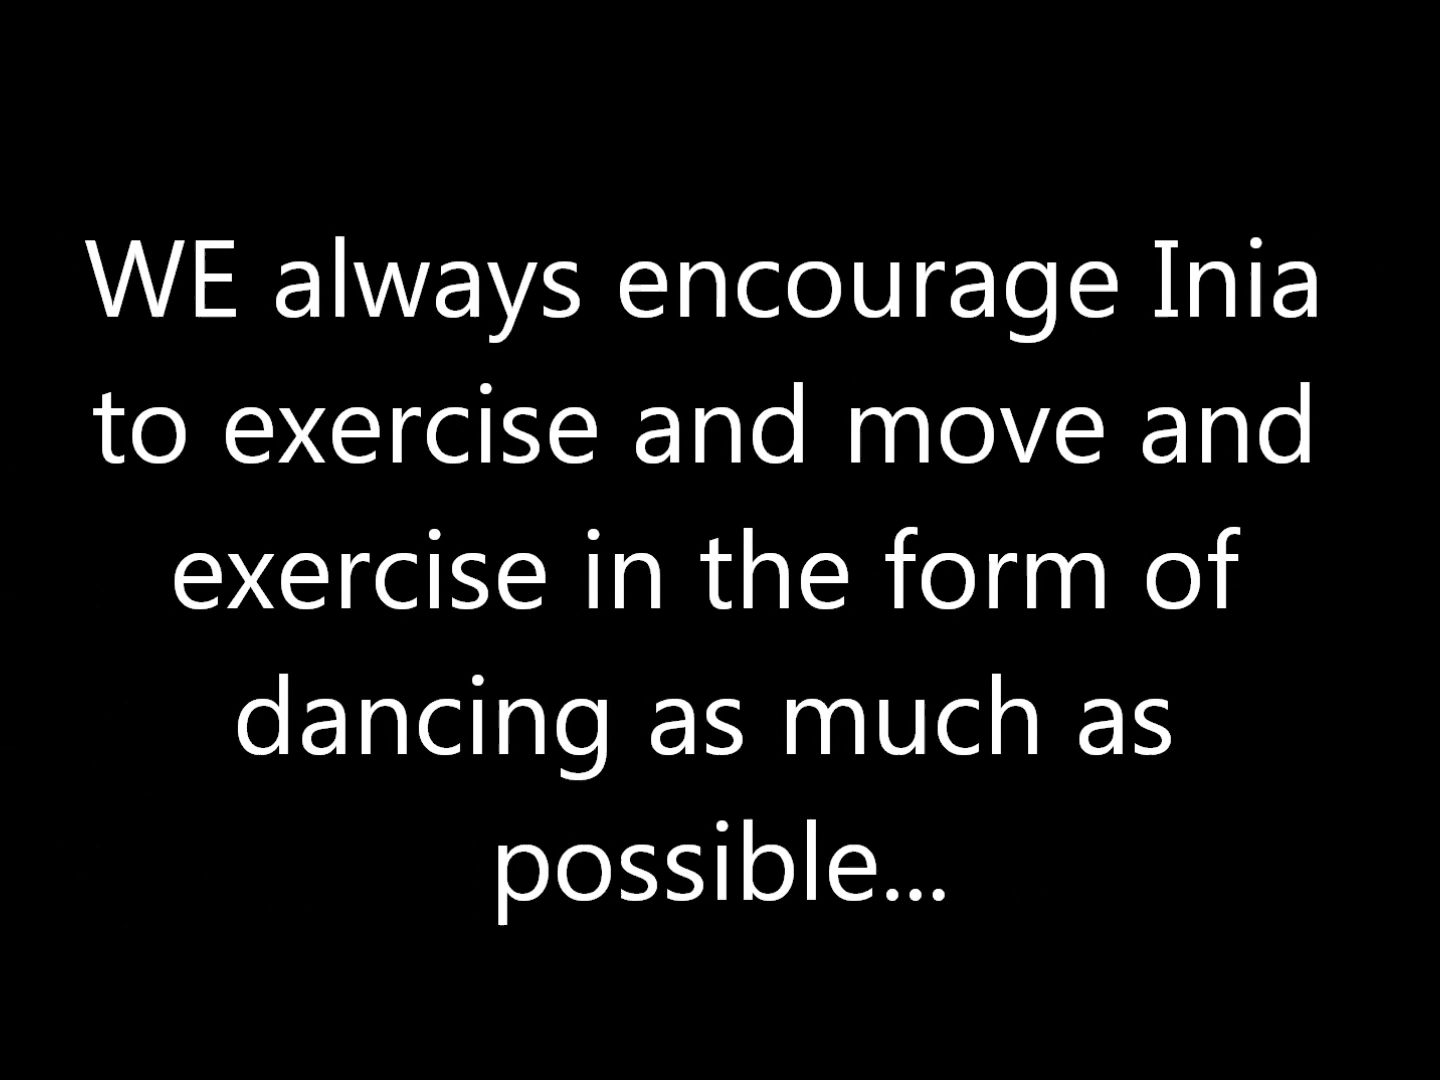 WE always encourage Inia
to exercise and move and
exercise in the form of
dancing as much as
possible...